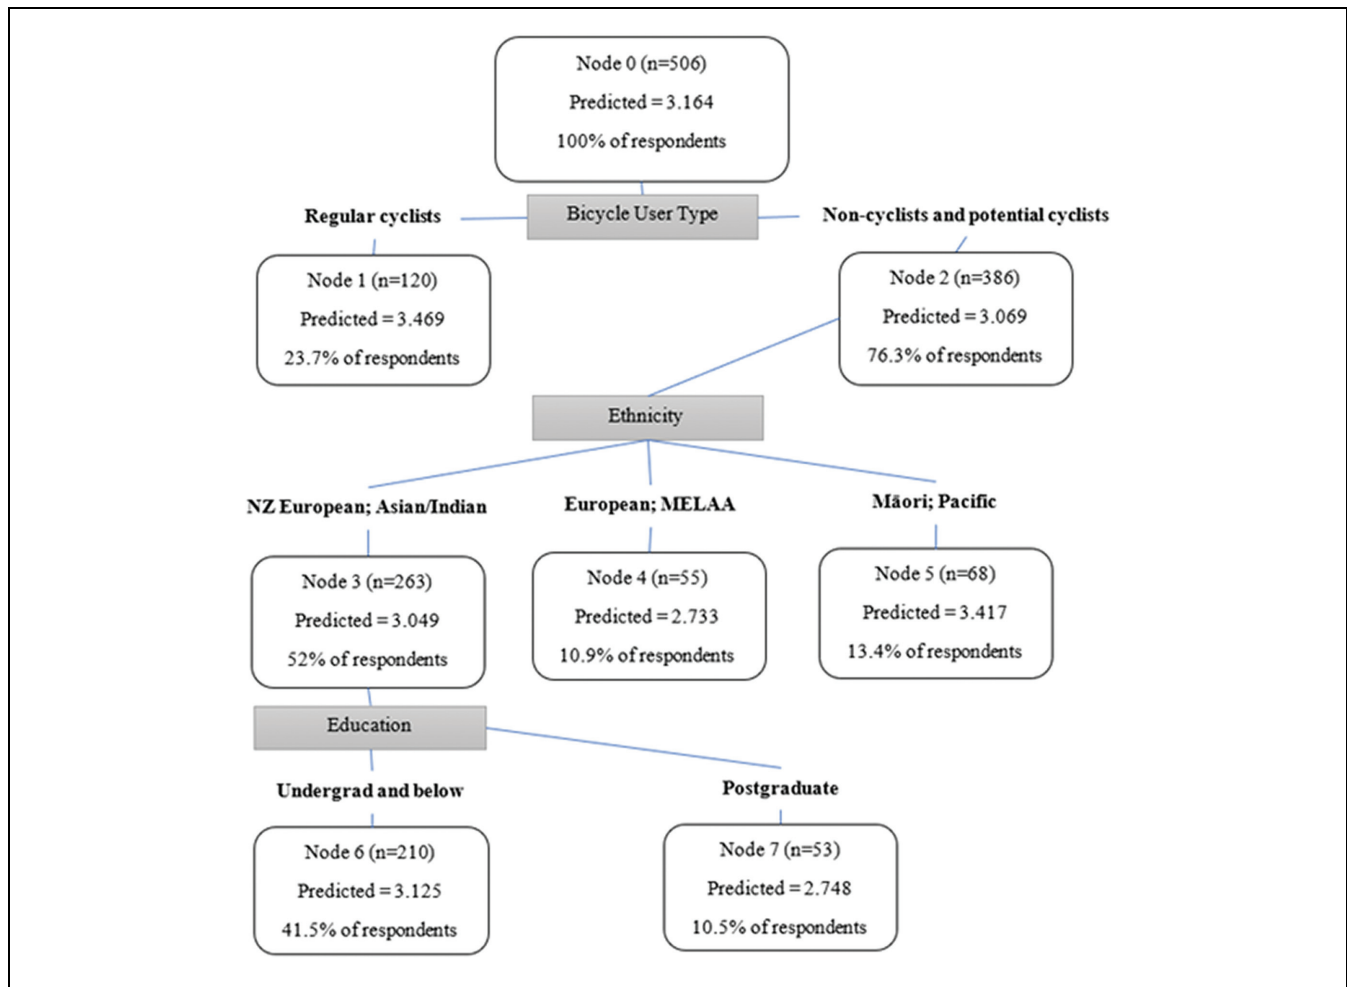 Node 0 (n=506)
Predicted = 3.164
100% of respondents
Bicycle User Type
Regular cyclists
Non-cyclists and potential cyclists
Node 1 (n=120)
Predicted = 3.469
23.7% of respondents
Node 2 (n=386)
Predicted = 3.069
76.3% of respondents
Ethnicity
NZ European; Asian/Indian
European; MELAA
Māori; Pacific
Node 3 (n=263)
Predicted = 3.049
52% of respondents
Node 4 (n=55)
Predicted = 2.733
10.9% of respondents
Node 5 (n=68)
Predicted = 3.417
13.4% of respondents
Education
Undergrad and below
Postgraduate
Node 6 (n=210)
Predicted = 3.125
41.5% of respondents
Node 7 (n=53)
Predicted = 2.748
10.5% of respondents